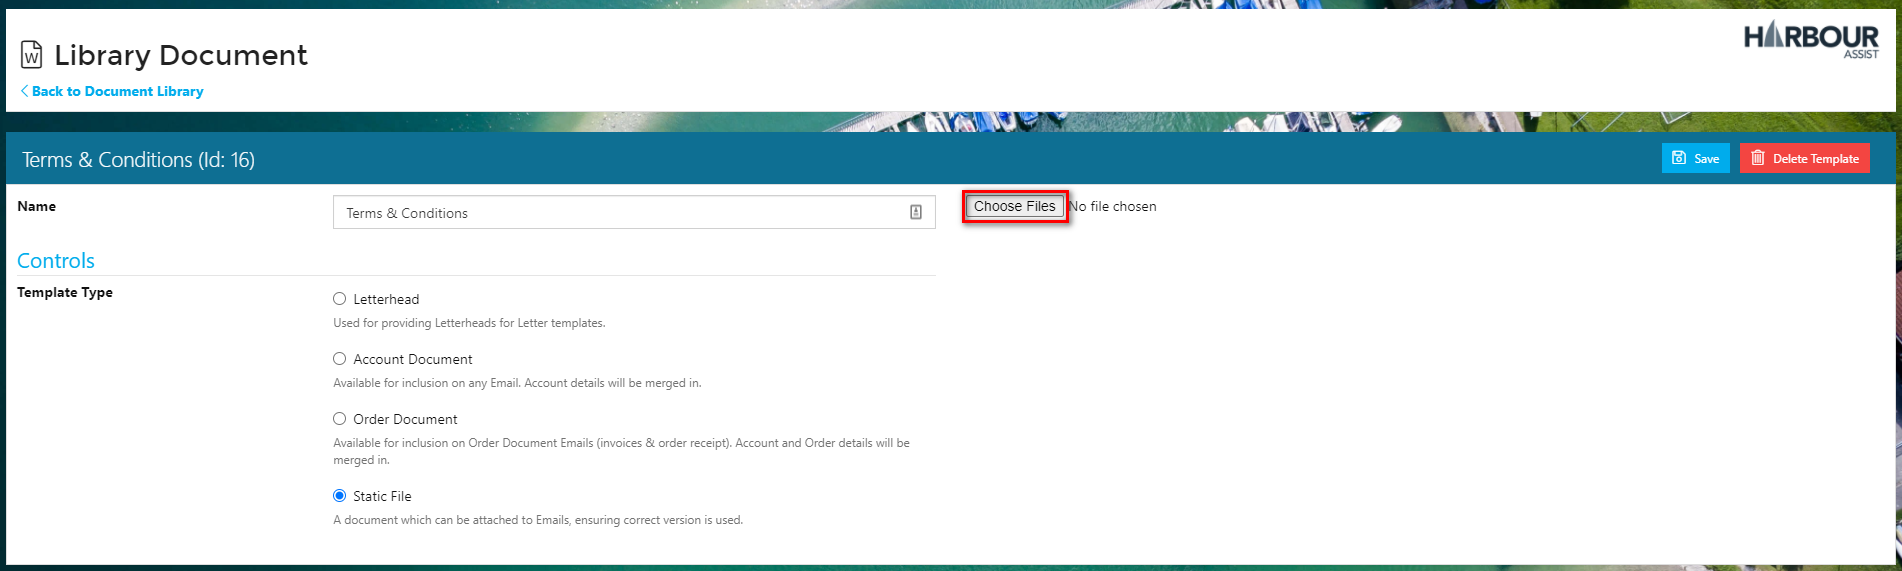 Library Document
HARBOUR
ASSIST
Back to Document Library
Terms & Conditions (Id: 16)
Save
Delete Template
Name
Terms & Conditions
Choose Files
No file chosen
Controls
Template Type
Letterhead
Used for providing Letterheads for Letter templates.
Account Document
Available for inclusion on any Email. Account details will be merged in.
Order Document
Available for inclusion on Order Document Emails (invoices & order receipt). Account and Order details will be
merged in.
Static File
A document which can be attached to Emails, ensuring correct version is used.